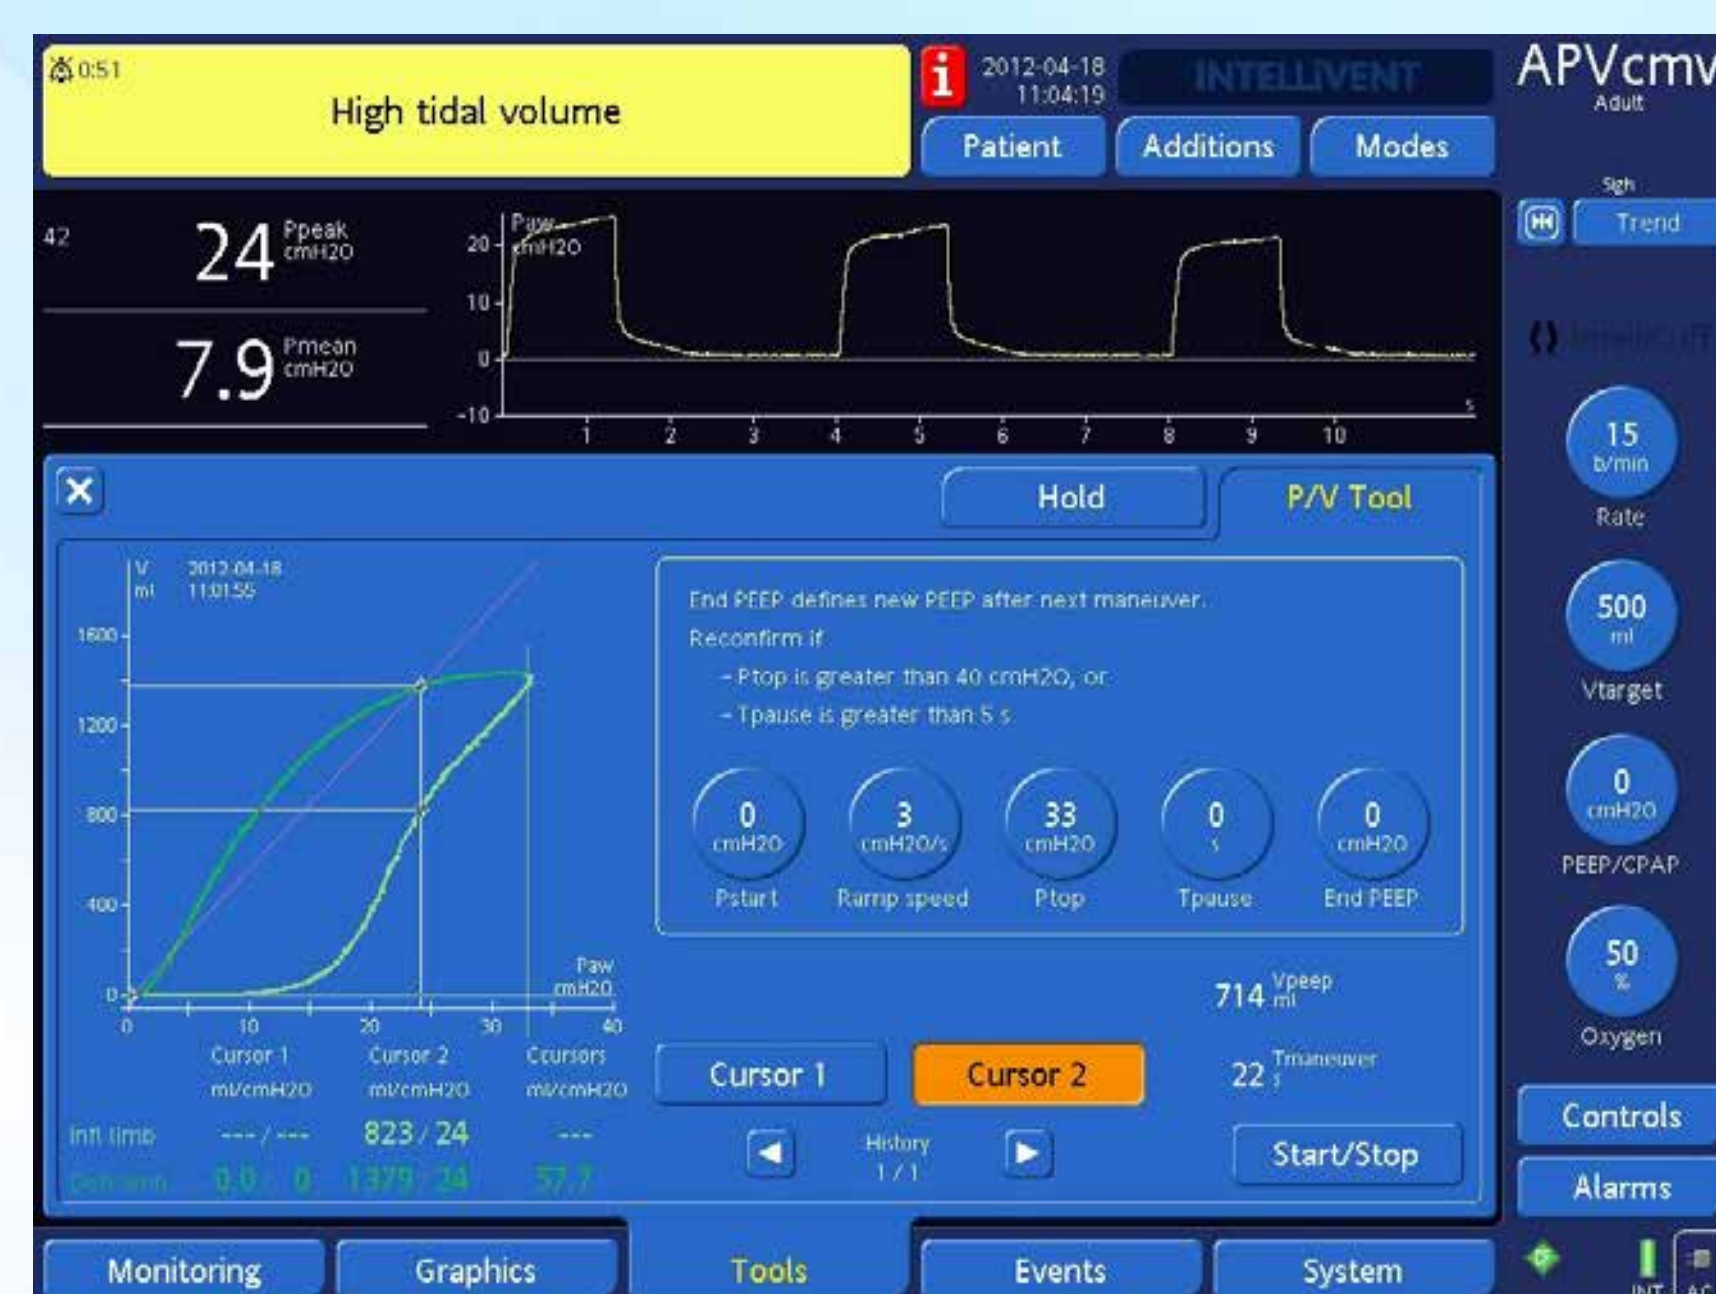 0:51
High tidal volume
i
2012-04-18
11:04:19
INTELLiVENT
Patient
Additions
Modes
APVcmv
Adult
Sigh
Trend
42
24 Ppeak
cmH2O
7.9 Pmean
cmH2O
Paw
cmH2O
20
10
0
-10
s
1 2 3 4 5 6 7 8 9 10
Hold
P/V Tool
V
ml
2012-04-18
11:01:55
1600
1200
800
400
0
Paw
cmH2O
0 10 20 30 40
Cursor 1 Cursor 2 Ccursors
ml/cmH2O ml/cmH2O ml/cmH2O
Infl limb ---/--- 823/24 ---
Defl limb 0.0/ 0 1379/24 57.7
End PEEP defines new PEEP after next maneuver.
Reconfirm if
- Ptop is greater than 40 cmH2O, or
- Tpause is greater than 5 s
0
cmH2O
Pstart
3
cmH2O/s
Ramp speed
33
cmH2O
Ptop
0
s
Tpause
0
cmH2O
End PEEP
714 Vpeep
ml
22 Tmaneuver
s
Cursor 1
Cursor 2
History
1 / 1
Start/Stop
15
b/min
Rate
500
ml
Vtarget
0
cmH2O
PEEP/CPAP
50
%
Oxygen
Controls
Alarms
Monitoring
Graphics
Tools
Events
System
INT
AC